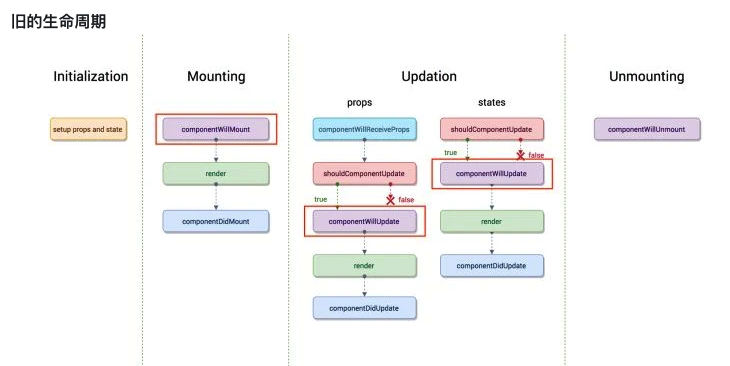 旧的生命周期
Initialization
Mounting
Updation
Unmounting
props
states
setup props and state
componentWillMount
render
componentDidMount
componentWillReceiveProps
shouldComponentUpdate
true
false
componentWillUpdate
render
componentDidUpdate
shouldComponentUpdate
true
false
componentWillUpdate
render
componentDidUpdate
componentWillUnmount